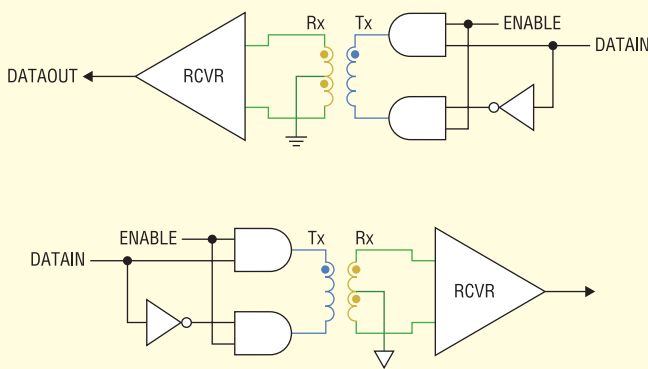 Rx Tx
ENABLE
DATAOUT RCVR DATAIN
ENABLE Tx Rx
DATAIN RCVR